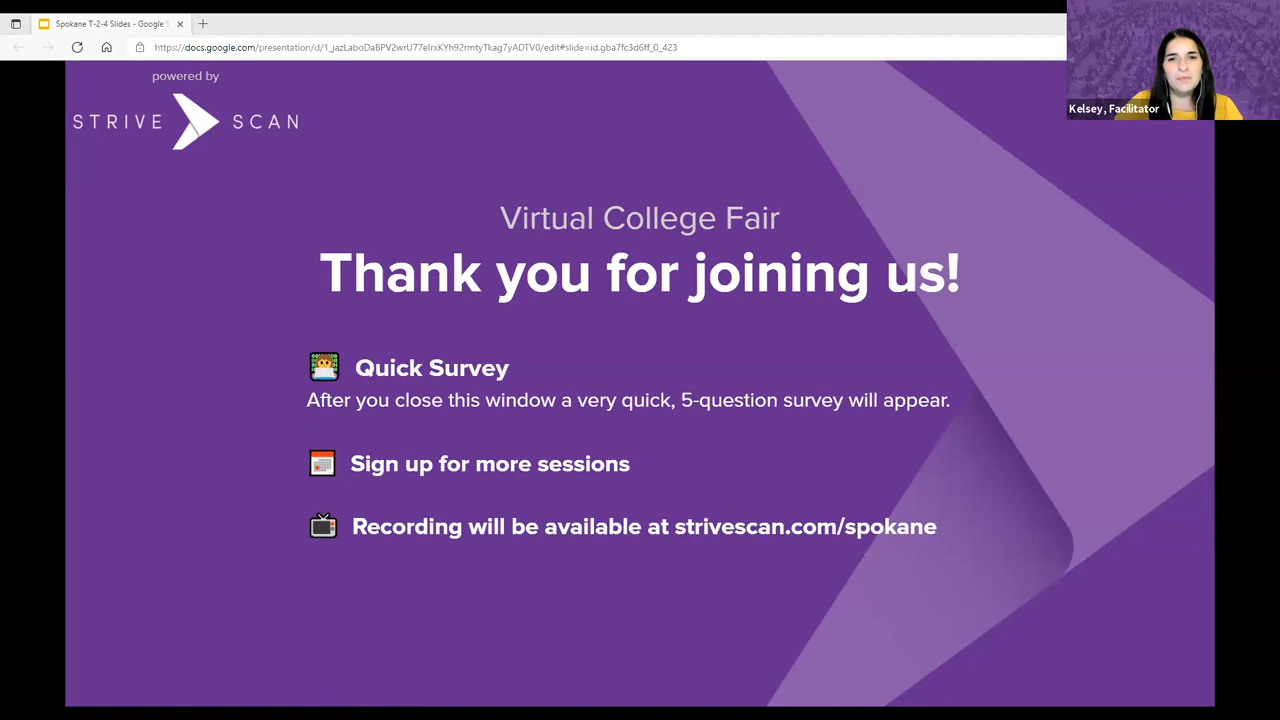 Spokane T-2-4 Slides - Google S
https://docs.google.com/presentation/d/1_jazLaboDaBPV2wrU77elrxKYh92rmtyTkag7yADTV0/edit#slide=id.gba7fc3d6ff_0_423
Kelsey, Facilitator
powered by
STRIVE SCAN
Virtual College Fair
Thank you for joining us!
Quick Survey
After you close this window a very quick, 5-question survey will appear.
Sign up for more sessions
Recording will be available at strivescan.com/spokane